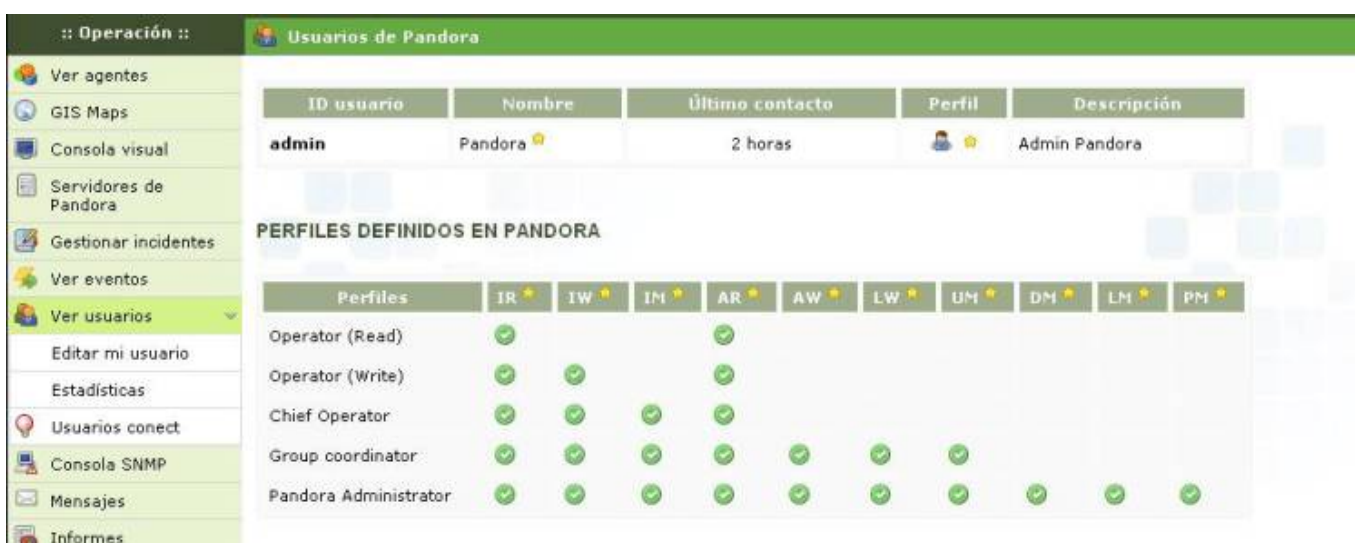 :: Operación ::
Ver agentes
GIS Maps
Consola visual
Servidores de
Pandora
Gestionar incidentes
Ver eventos
Ver usuarios
Editar mi usuario
Estadísticas
Usuarios conect
Consola SNMP
Mensajes
Informes
Usuarios de Pandora
ID usuario Nombre Último contacto Perfil Descripción
admin Pandora 2 horas Admin Pandora
PERFILES DEFINIDOS EN PANDORA
Perfiles IR IW IM AR AW LW UM DM LM PM
Operator (Read)
Operator (Write)
Chief Operator
Group coordinator
Pandora Administrator